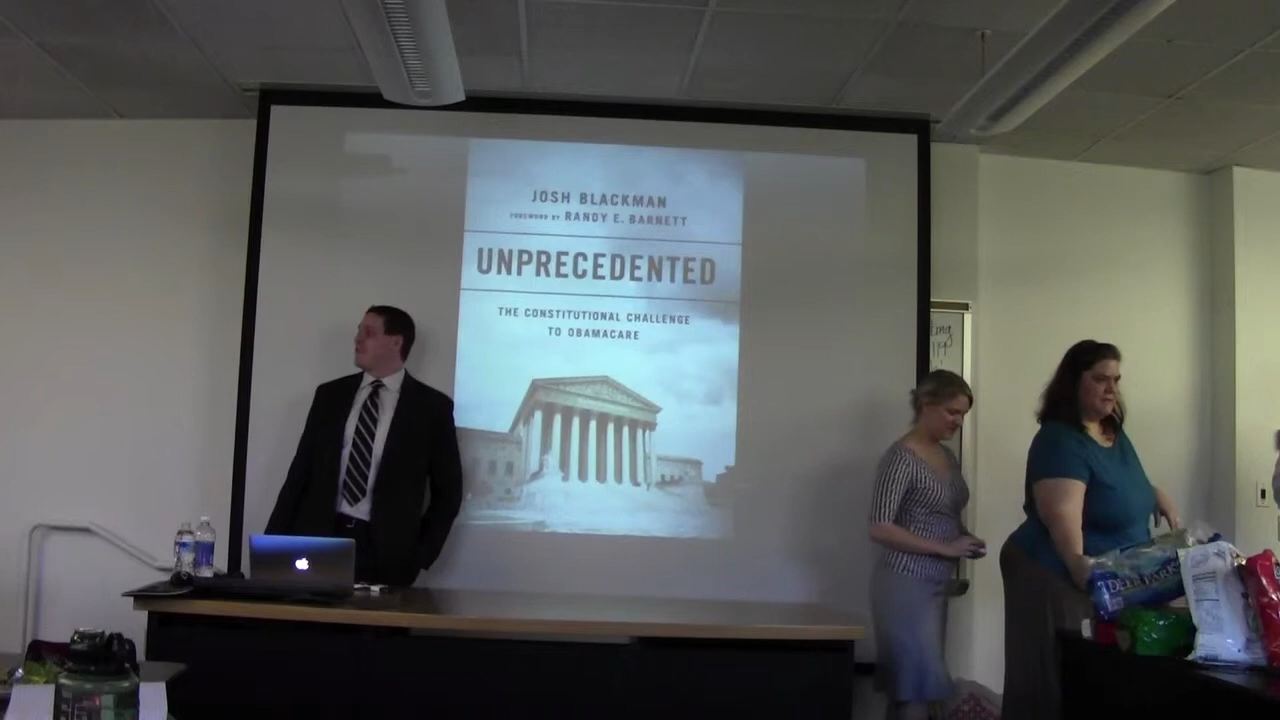 JOSH BLACKMAN
FOREWORD BY RANDY E. BARNETT
UNPRECEDENTED
THE CONSTITUTIONAL CHALLENGE
TO OBAMACARE